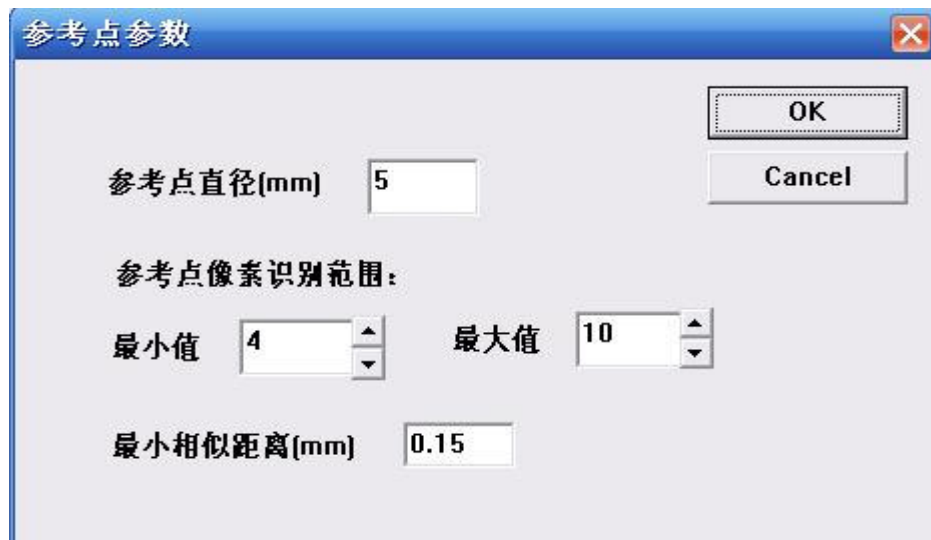 参考点参数
OK
参考点直径(mm) 5
Cancel
参考点像素识别范围：
最小值 4 最大值 10
最小相似距离(mm) 0.15